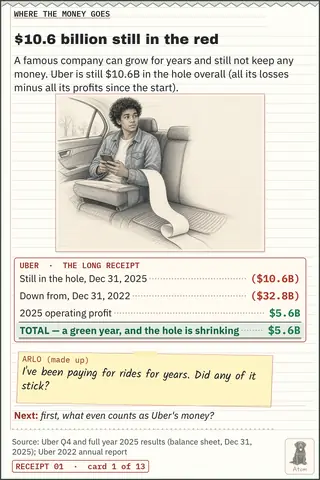 WHERE THE MONEY GOES
$10.6 billion still in the red
A famous company can grow for years and still not keep any
money. Uber is still $10.6B in the hole overall (all its losses
minus all its profits since the start).
UBER · THE LONG RECEIPT
Still in the hole, Dec 31, 2025 ($10.6B)
Down from, Dec 31, 2022 ($32.8B)
2025 operating profit $5.6B
TOTAL — a green year, and the hole is shrinking $5.6B
ARLO (made up)
I've been paying for rides for years. Did any of it
stick?
Next: first, what even counts as Uber's money?
Source: Uber Q4 and full year 2025 results (balance sheet, Dec 31,
2025); Uber 2022 annual report
RECEIPT 01 · card 1 of 13
Atom